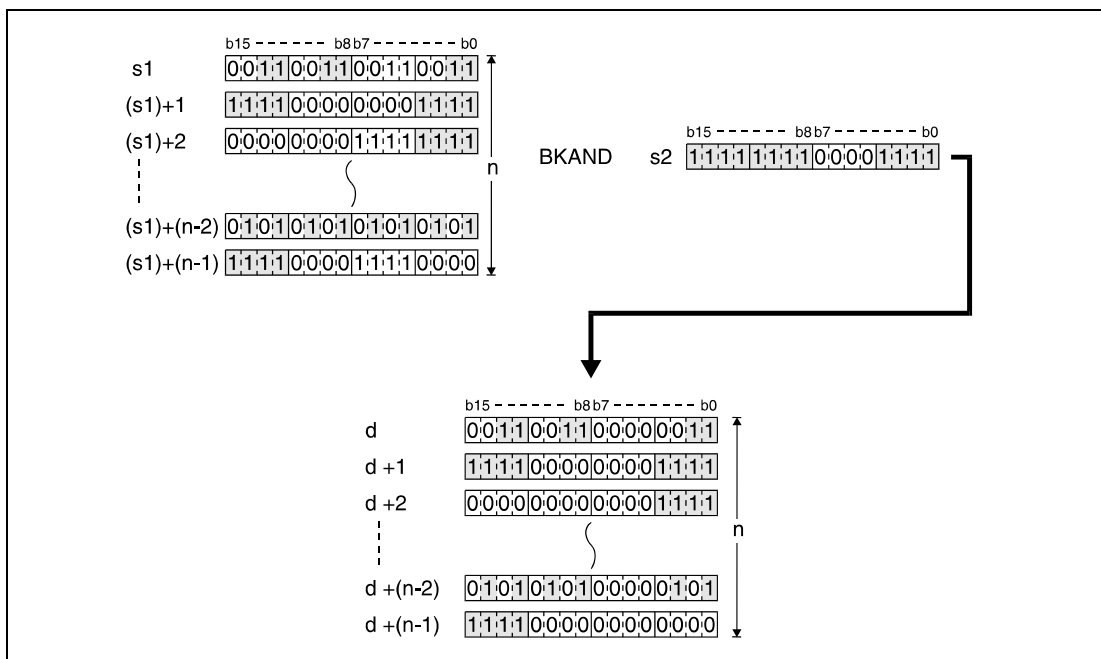 b15 b8 b7 b0
s1 0011001100110011
(s1)+1 1111000000001111
(s1)+2 0000000011111111
n
(s1)+(n-2) 0101010101010101
(s1)+(n-1) 1111000011110000
BKAND
b15 b8 b7 b0
s2 1111111100001111
b15 b8 b7 b0
d 0011001100000011
d +1 1111000000001111
d +2 0000000000001111
n
d +(n-2) 0101010100000101
d +(n-1) 1111000000000000